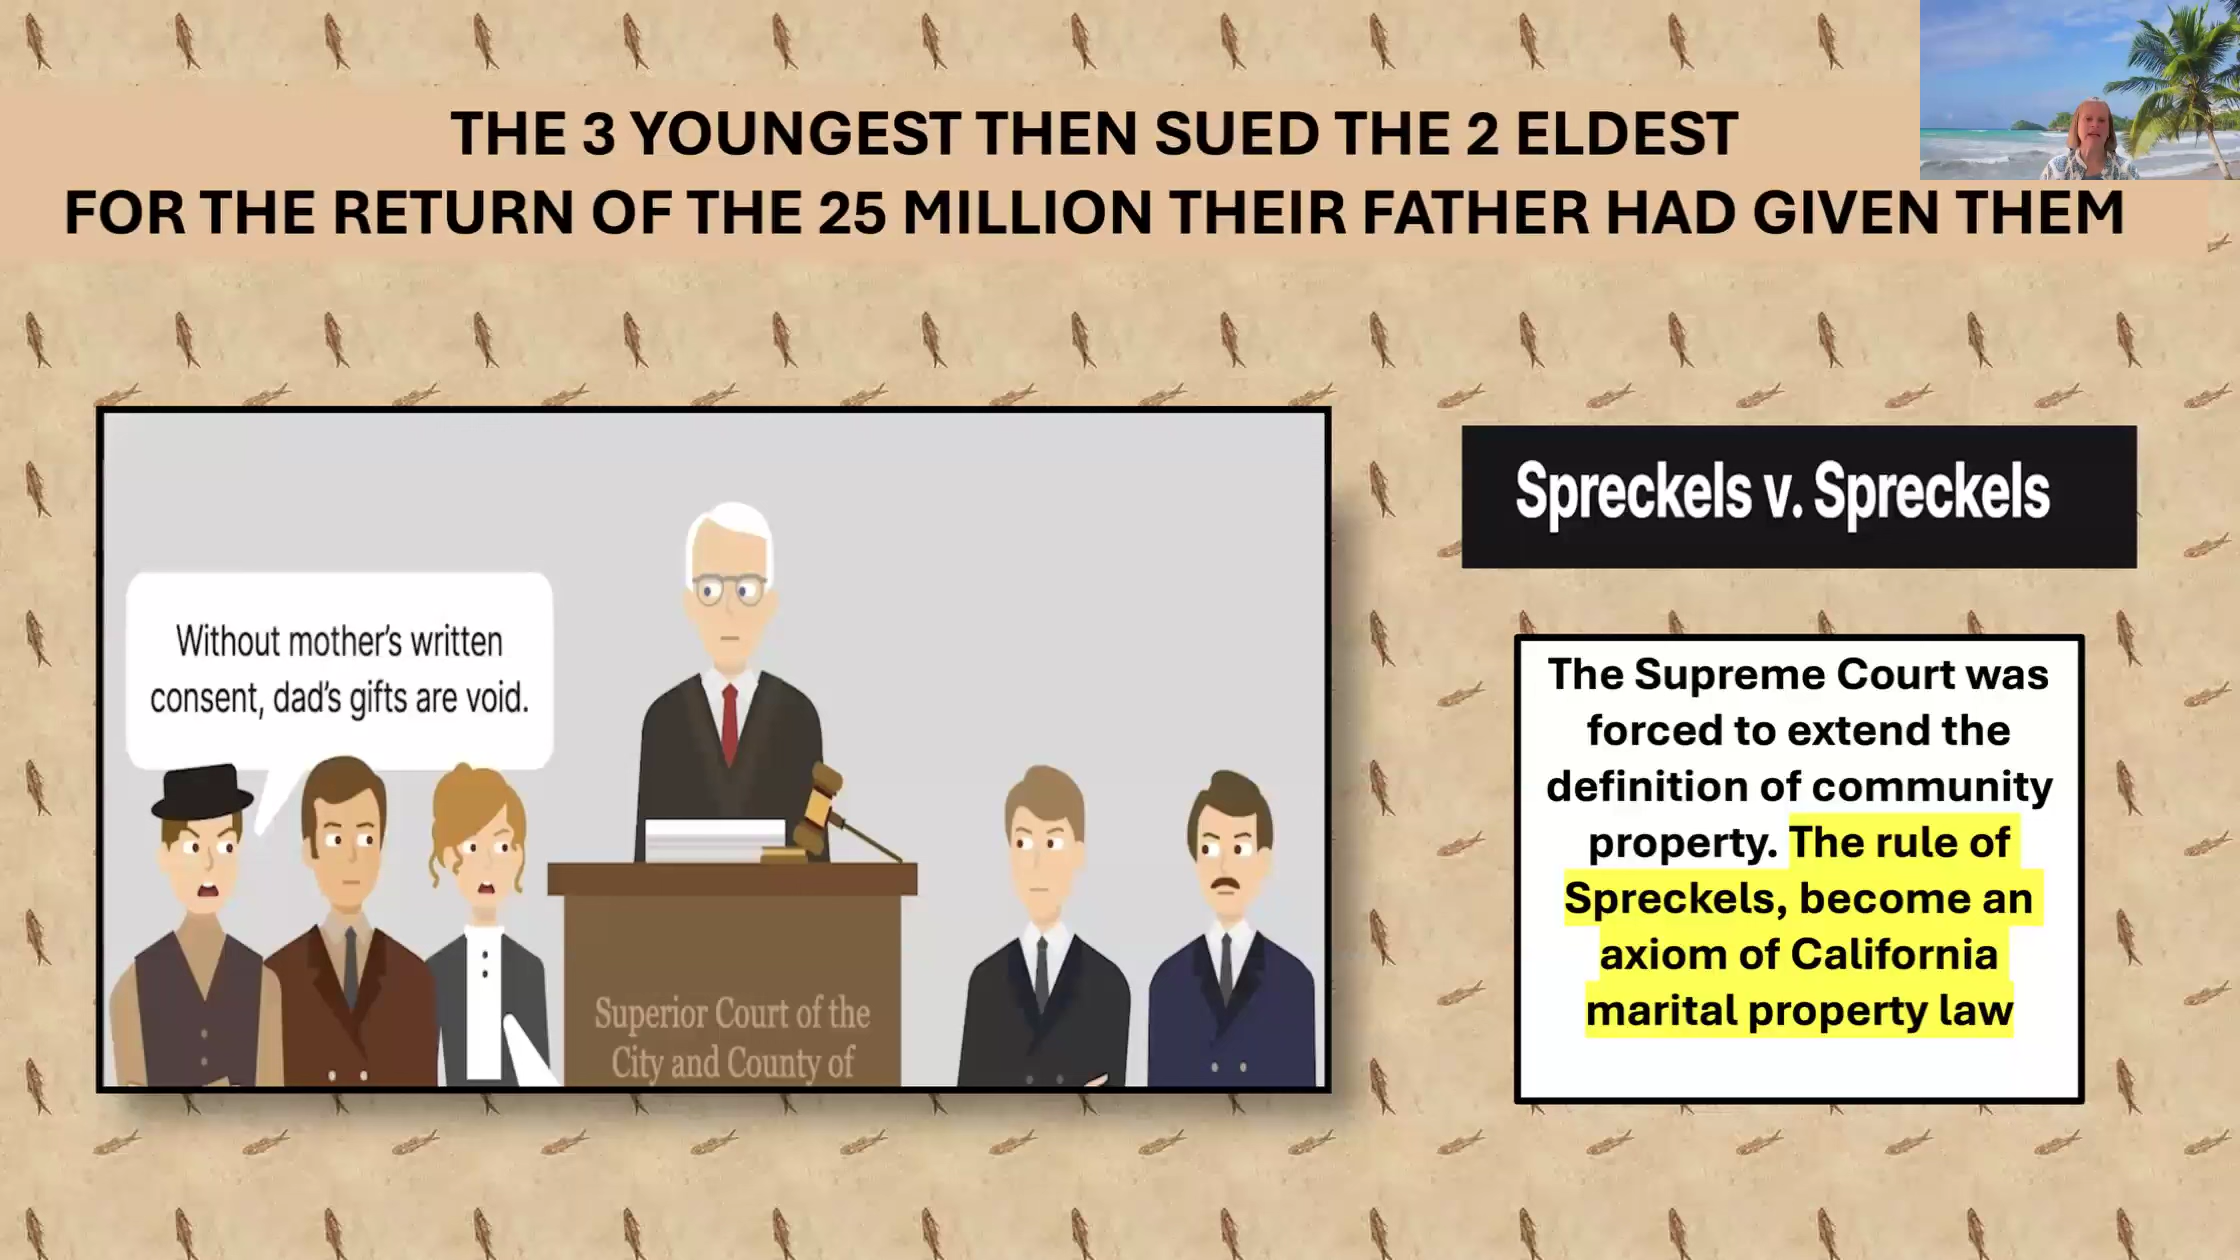 THE 3 YOUNGEST THEN SUED THE 2 ELDEST
FOR THE RETURN OF THE 25 MILLION THEIR FATHER HAD GIVEN THEM
Without mother's written
consent, dad's gifts are void.
Superior Court of the
City and County of
Spreckels v. Spreckels
The Supreme Court was
forced to extend the
definition of community
property. The rule of
Spreckels, become an
axiom of California
marital property law